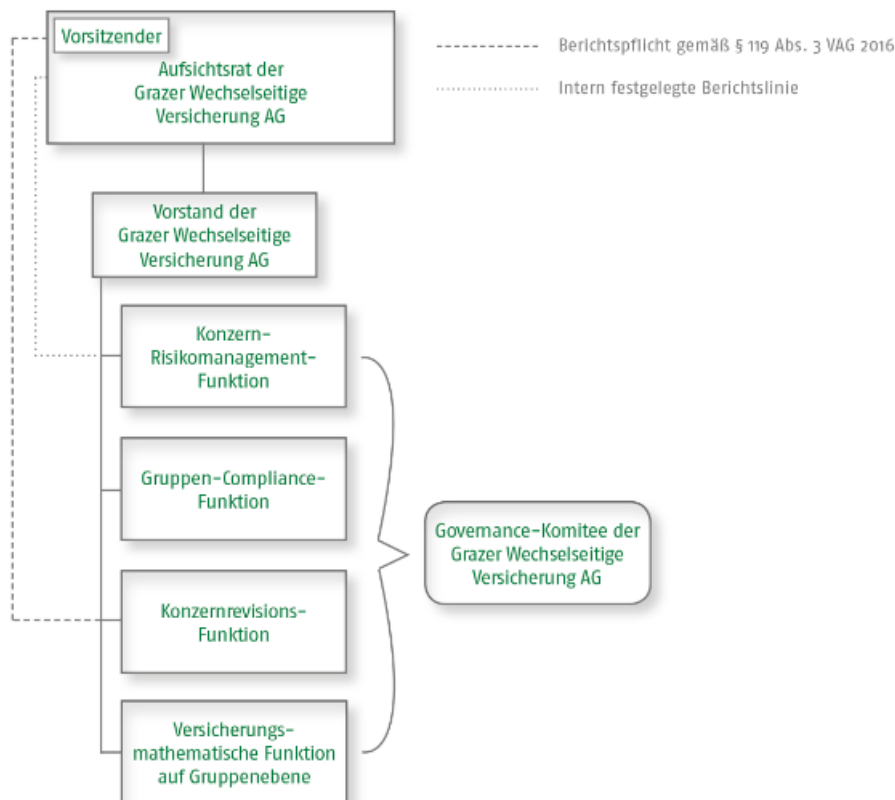 Vorsitzender
Aufsichtsrat der
Grazer Wechselseitige
Versicherung AG
Berichtspflicht gemäß § 119 Abs. 3 VAG 2016
Intern festgelegte Berichtslinie
Vorstand der
Grazer Wechselseitige
Versicherung AG
Konzern-
Risikomanagement-
Funktion
Gruppen-Compliance-
Funktion
Governance-Komitee der
Grazer Wechselseitige
Versicherung AG
Konzernrevisions-
Funktion
Versicherungs-
mathematische Funktion
auf Gruppenebene